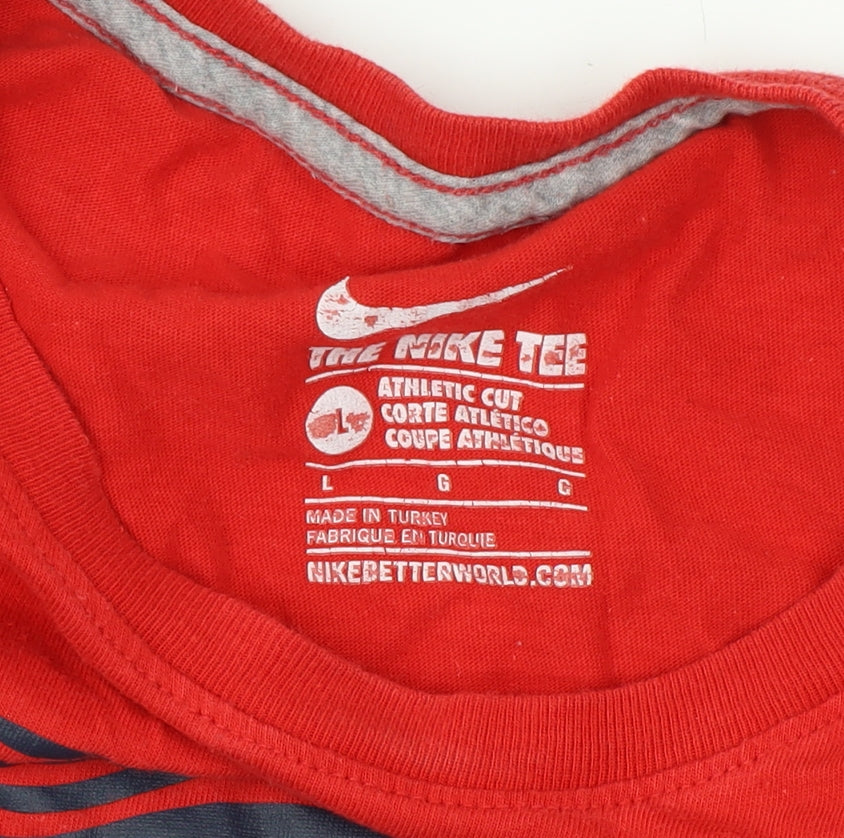 THE NIKE TEE
L
ATHLETIC CUT
CORTE ATLÉTICO
COUPE ATHLÉTIQUE
L G G
MADE IN TURKEY
FABRIQUE EN TURQUIE
NIKEBETTERWORLD.COM